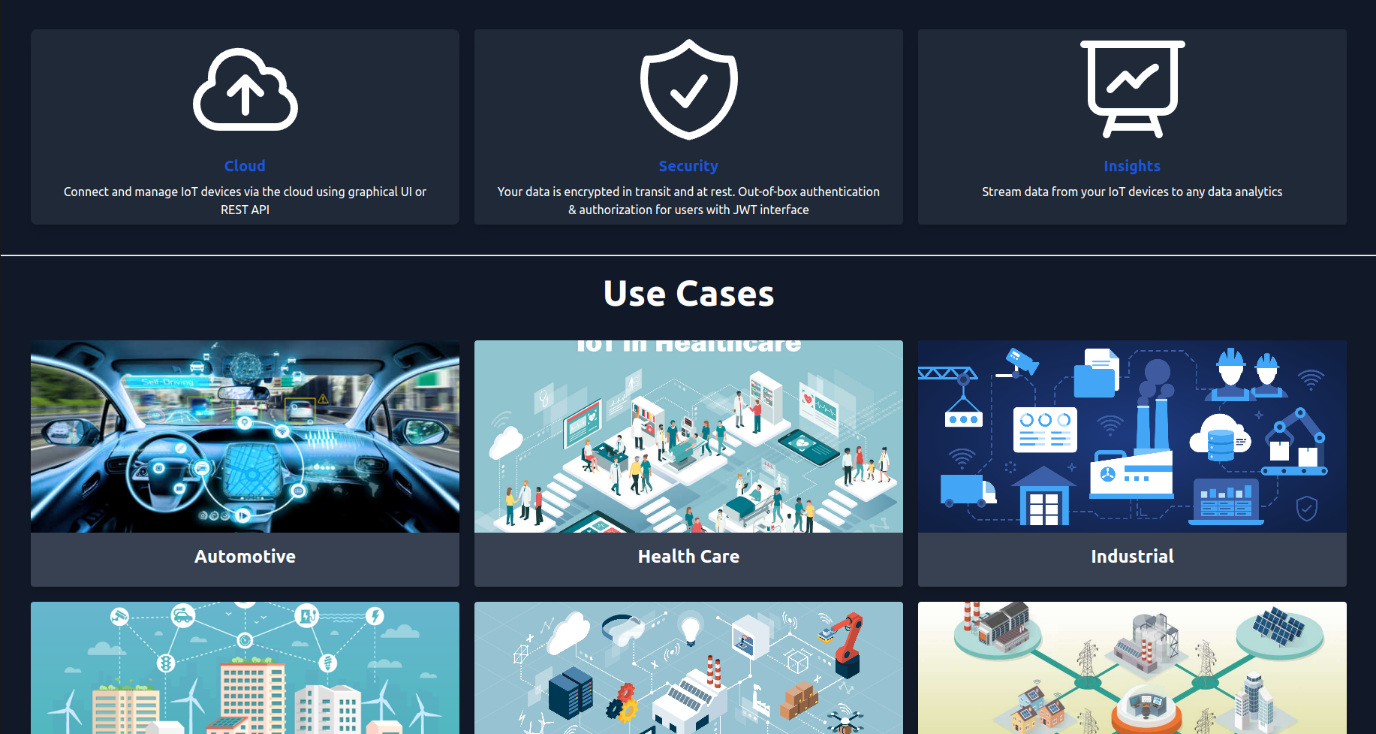 Cloud
Connect and manage IoT devices via the cloud using graphical UI or
REST API
Security
Your data is encrypted in transit and at rest. Out-of-box authentication
& authorization for users with JWT interface
Insights
Stream data from your IoT devices to any data analytics
Use Cases
Self-Driving
IoT in Healthcare
Automotive
Health Care
Industrial